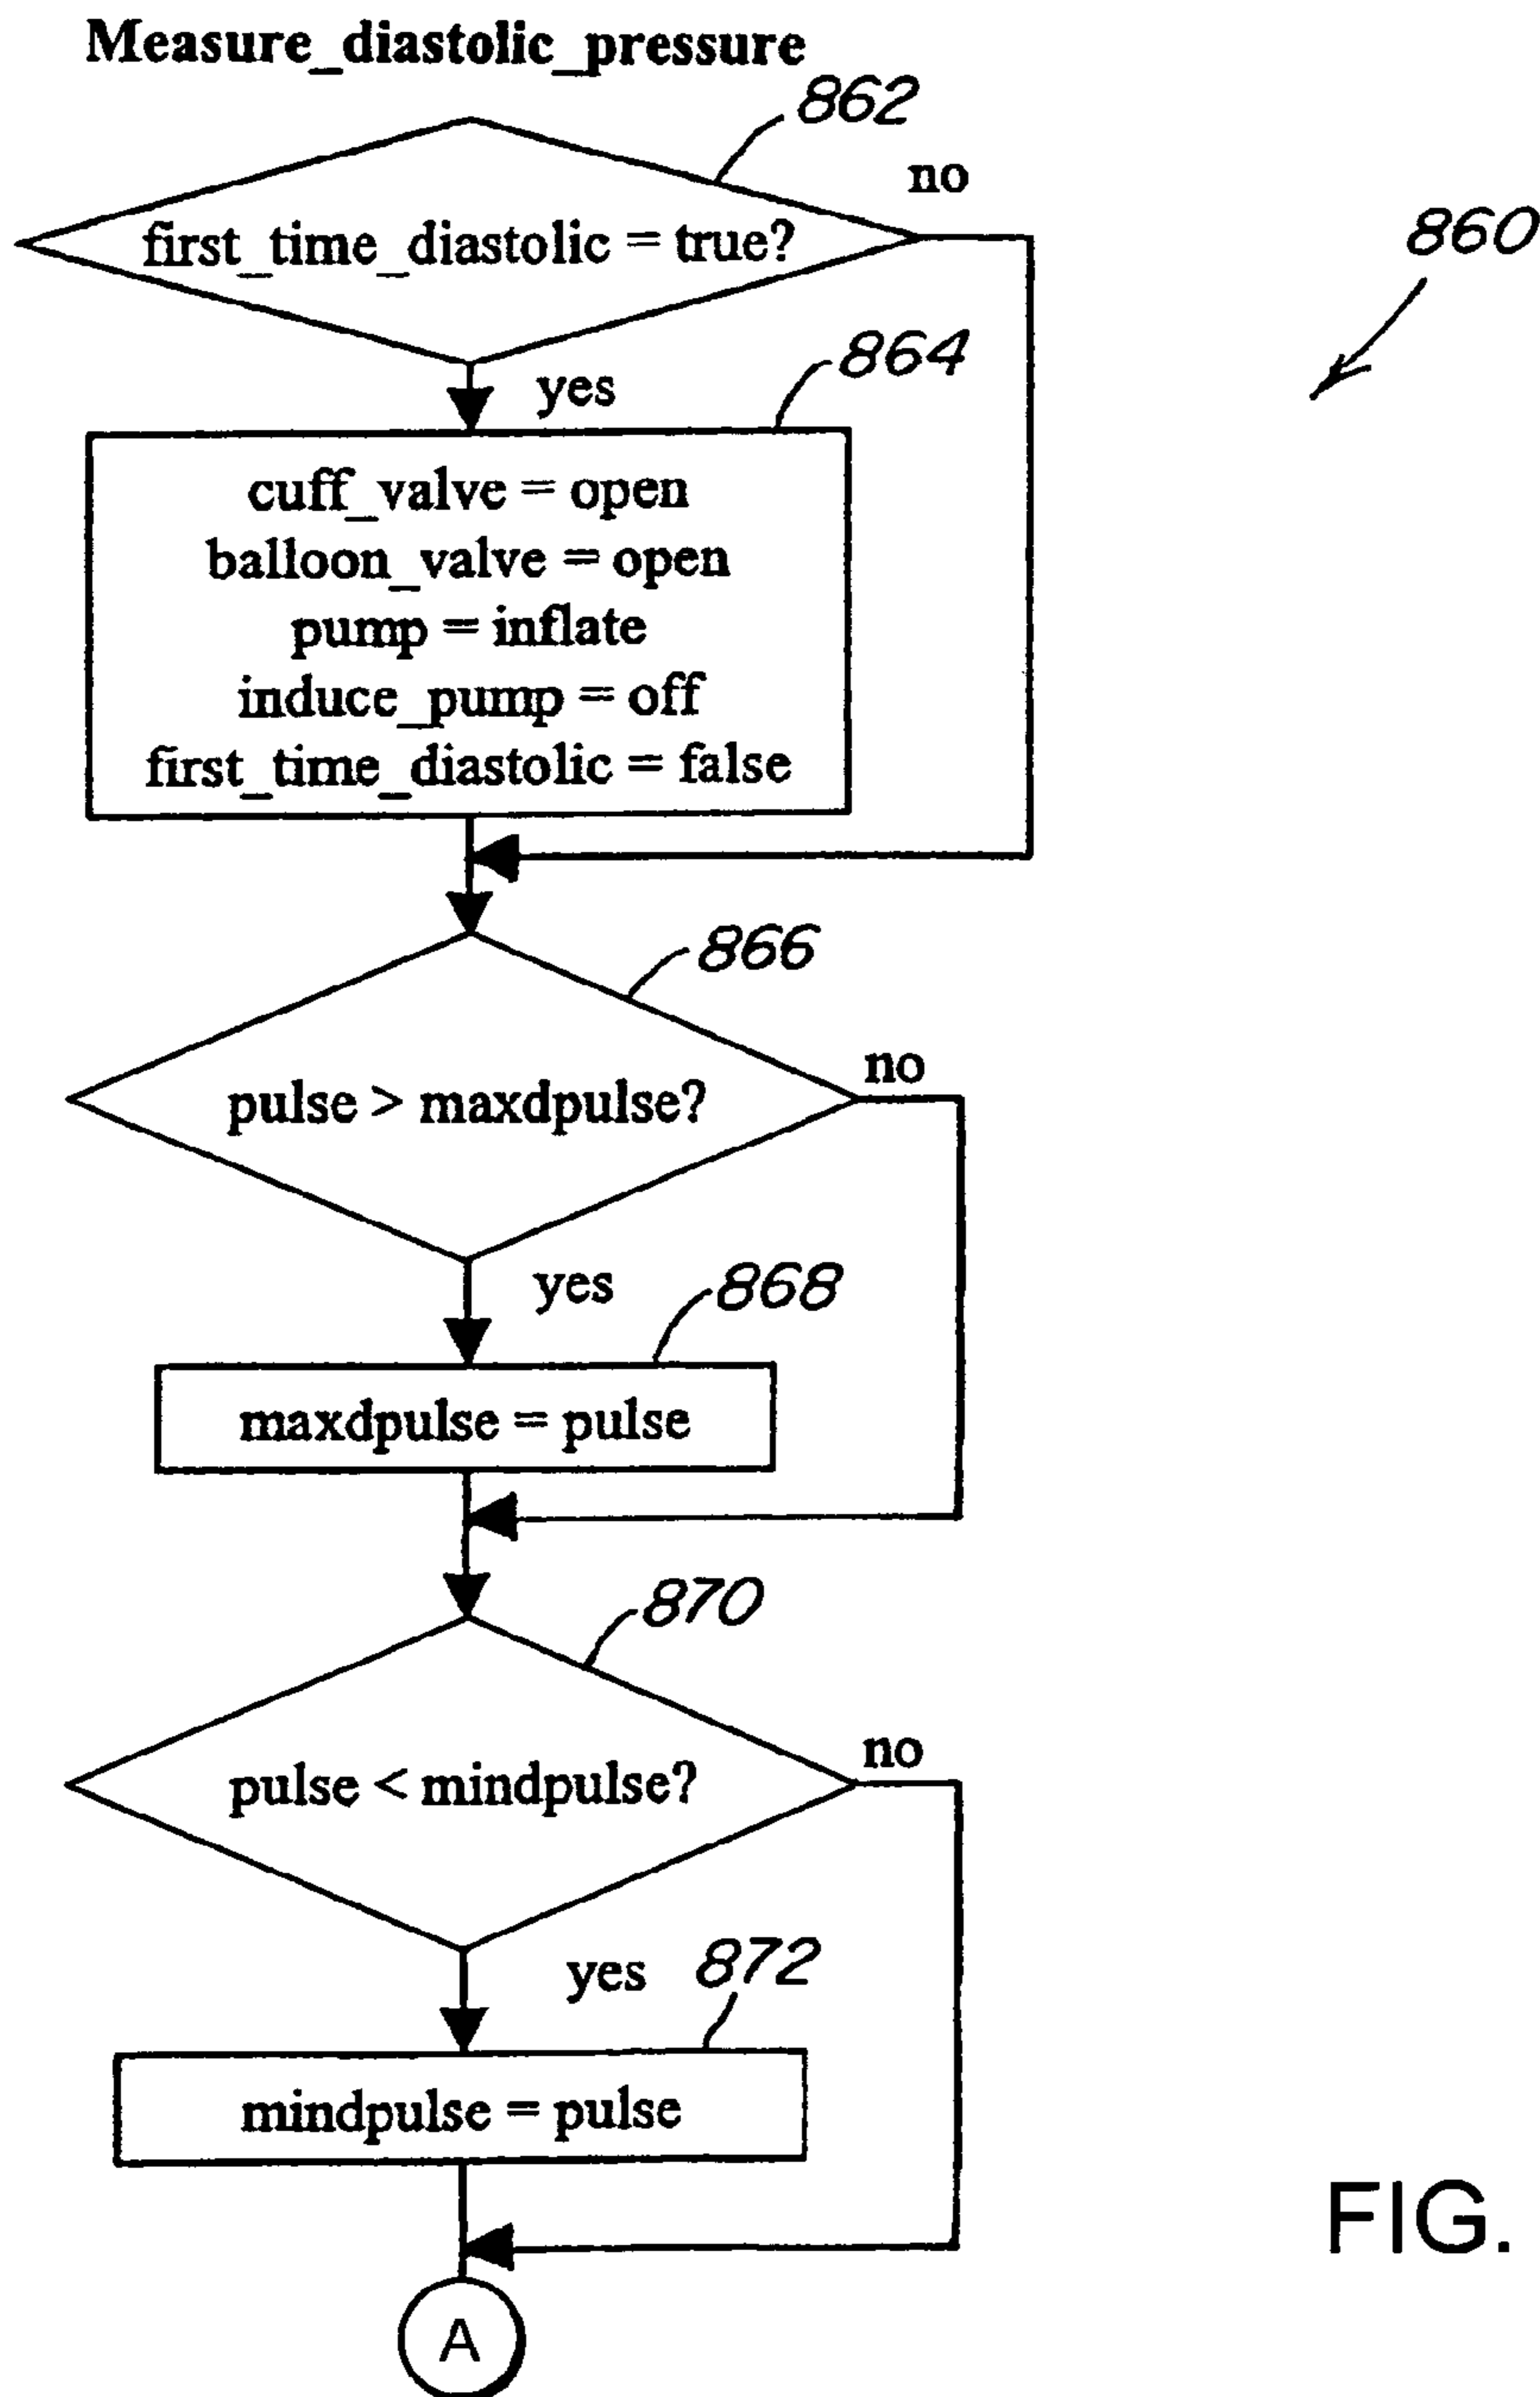 Measure_diastolic_pressure
862
no
first_time_diastolic = true?
860
864
yes
cuff_valve = open
balloon_valve = open
pump = inflate
induce_pump = off
first_time_diastolic = false
866
no
pulse > maxdpulse?
yes
868
maxdpulse = pulse
870
no
pulse < mindpulse?
yes
872
mindpulse = pulse
FIG.
A